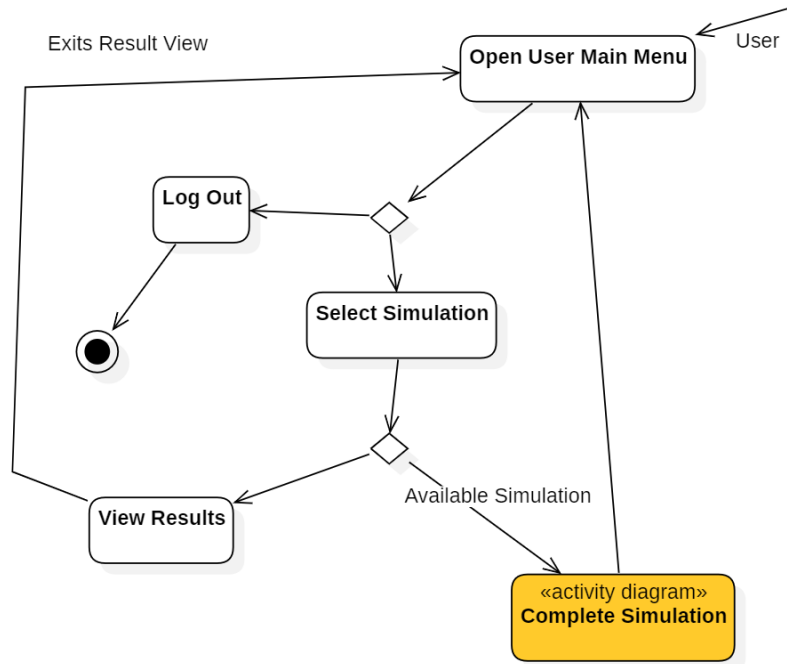 Exits Result View
User
Open User Main Menu
Log Out
Select Simulation
Available Simulation
View Results
«activity diagram»
Complete Simulation